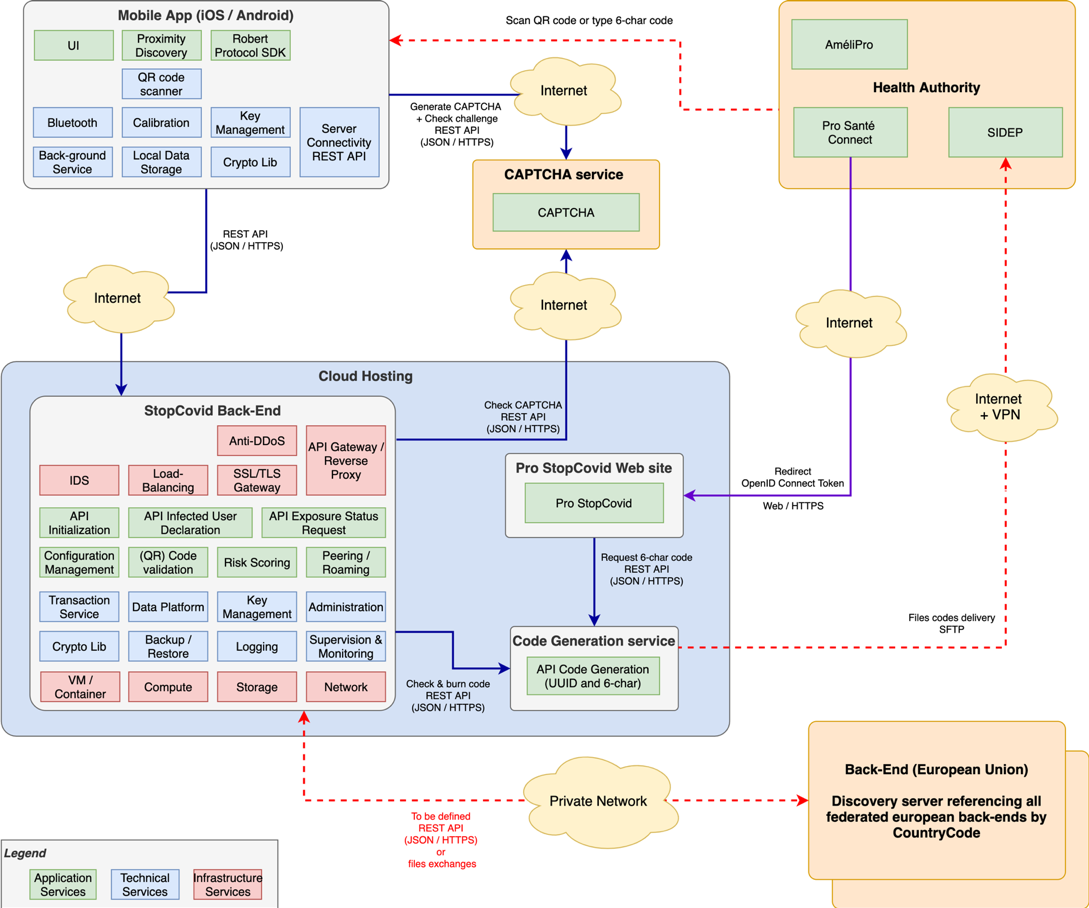 Mobile App (iOS / Android)
UI
Proximity
Discovery
Robert
Protocol SDK
QR code
scanner
Bluetooth
Calibration
Key
Management
Server
Connectivity
REST API
Back-ground
Service
Local Data
Storage
Crypto Lib
Scan QR code or type 6-char code
Internet
Generate CAPTCHA
+ Check challenge
REST API
(JSON / HTTPS)
CAPTCHA service
CAPTCHA
AméliPro
Health Authority
Pro Santé
Connect
SIDEP
REST API
(JSON / HTTPS)
Internet
Internet
Internet
Internet
+ VPN
Cloud Hosting
StopCovid Back-End
Anti-DDoS
API Gateway /
Reverse
Proxy
IDS
Load-
Balancing
SSL/TLS
Gateway
API
Initialization
API Infected User
Declaration
API Exposure Status
Request
Configuration
Management
(QR) Code
validation
Risk Scoring
Peering /
Roaming
Transaction
Service
Data Platform
Key
Management
Administration
Crypto Lib
Backup /
Restore
Logging
Supervision &
Monitoring
VM /
Container
Compute
Storage
Network
Check CAPTCHA
REST API
(JSON / HTTPS)
Pro StopCovid Web site
Pro StopCovid
Redirect
OpenID Connect Token
Web / HTTPS
Request 6-char code
REST API
(JSON / HTTPS)
Code Generation service
API Code Generation
(UUID and 6-char)
Check & burn code
REST API
(JSON / HTTPS)
Files codes delivery
SFTP
Private Network
To be defined
REST API
(JSON / HTTPS)
or
files exchanges
Back-End (European Union)
Discovery server referencing all
federated european back-ends by
CountryCode
Legend
Application
Services
Technical
Services
Infrastructure
Services